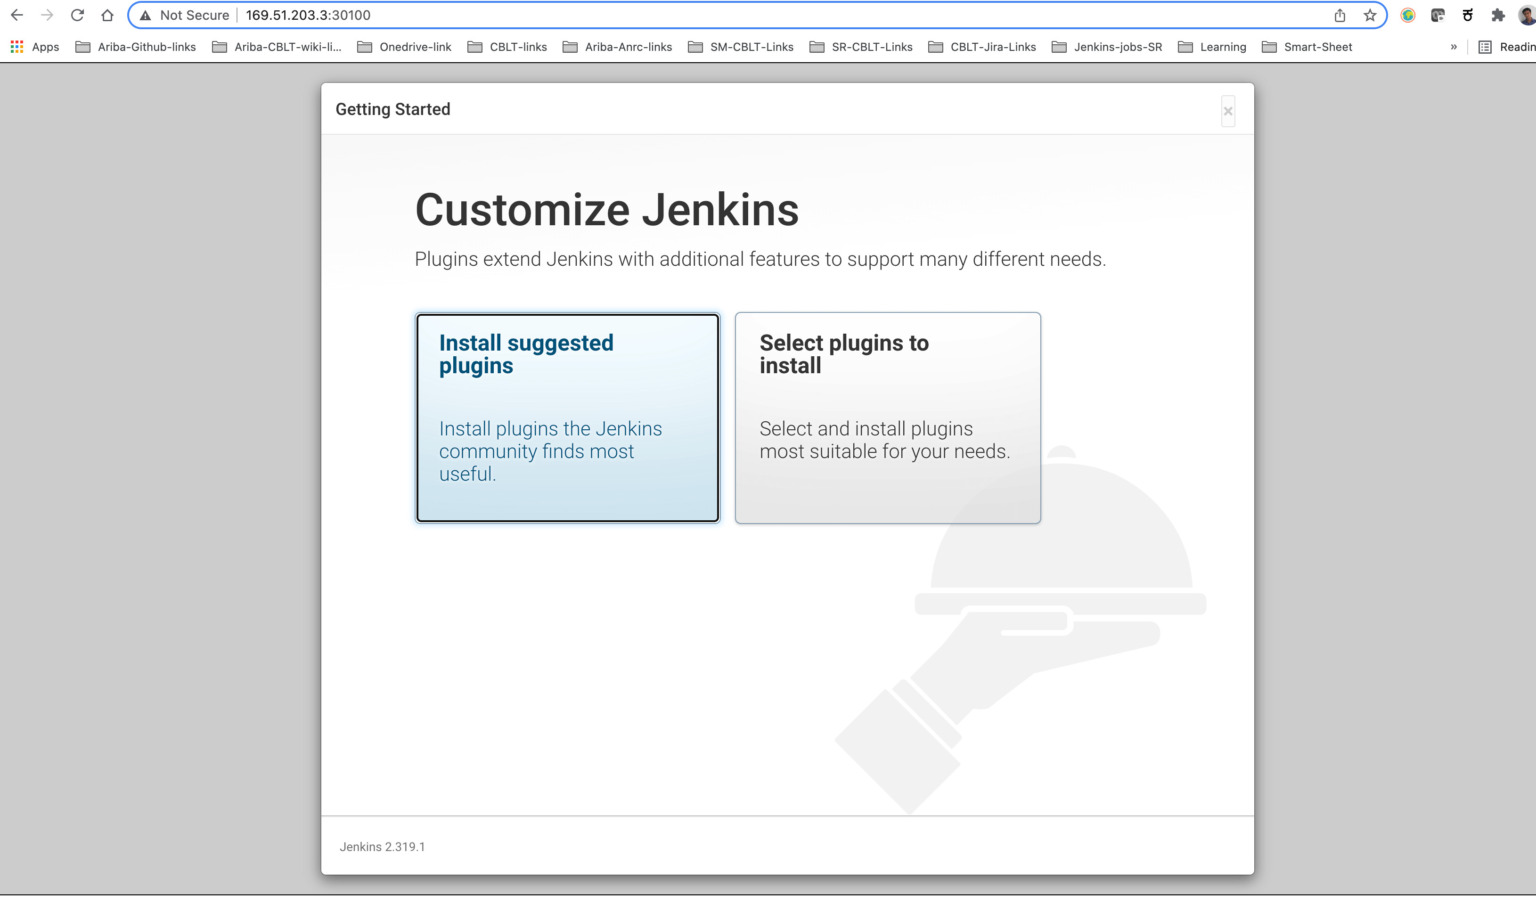 Not Secure | 169.51.203.3:30100
Apps Ariba-Github-links Ariba-CBLT-wiki-li... Onedrive-link CBLT-links Ariba-Anrc-links SM-CBLT-Links SR-CBLT-Links CBLT-Jira-Links Jenkins-jobs-SR Learning Smart-Sheet » Readin
Getting Started ×
Customize Jenkins
Plugins extend Jenkins with additional features to support many different needs.
Install suggested
plugins
Install plugins the Jenkins
community finds most
useful.
Select plugins to
install
Select and install plugins
most suitable for your needs.
Jenkins 2.319.1